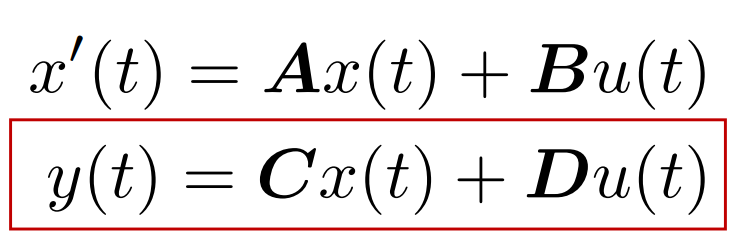 x′(t) = Ax(t) + Bu(t)
y(t) = Cx(t) + Du(t)